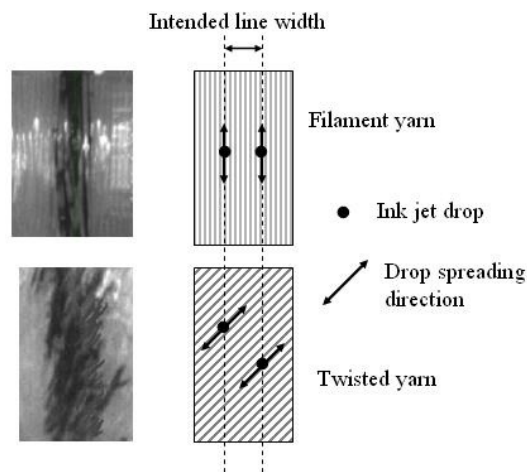 Intended line width
Filament yarn
Ink jet drop
Drop spreading
direction
Twisted yarn